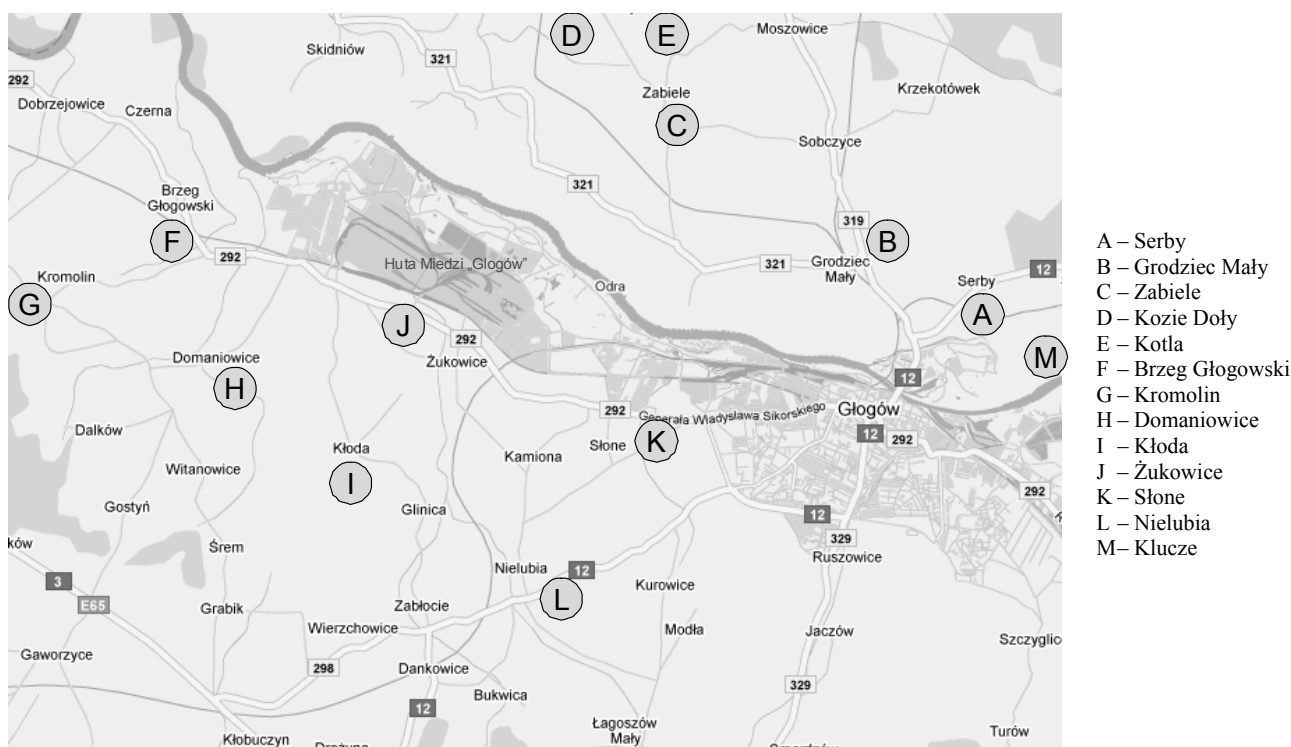 D
E
Moszowice
Skidniów
321
292
Dobrzejowice
Czerna
Zabiele
Krzekotówek
C
Sobczyce
321
Brzeg
Głogowski
319
F
B
292
Huta Miedzi „Głogów”
321
Grodziec
Mały
12
Serby
Kromolin
G
Odra
A
J
292
Żukowice
M
Domaniowice
H
12
292
Generała Władysława Sikorskiego
Głogów
12
292
Dalków
Kłoda
Słone
K
Kamiona
Witanowice
I
292
Gostyń
Glinica
12
329
ków
Śrem
Ruszowice
3
Nielubia
12
E65
L
Kurowice
Grabik
Zabłocie
Wierzchowice
Modła
Jaczów
Szczyglic
Gaworzyce
298
Dankowice
329
Bukwica
12
Łagoszów
Mały
Turów
Kłobuczyn
A – Serby
B – Grodziec Mały
C – Zabiele
D – Kozie Doły
E – Kotla
F – Brzeg Głogowski
G – Kromolin
H – Domaniowice
I – Kłoda
J – Żukowice
K – Słone
L – Nielubia
M– Klucze